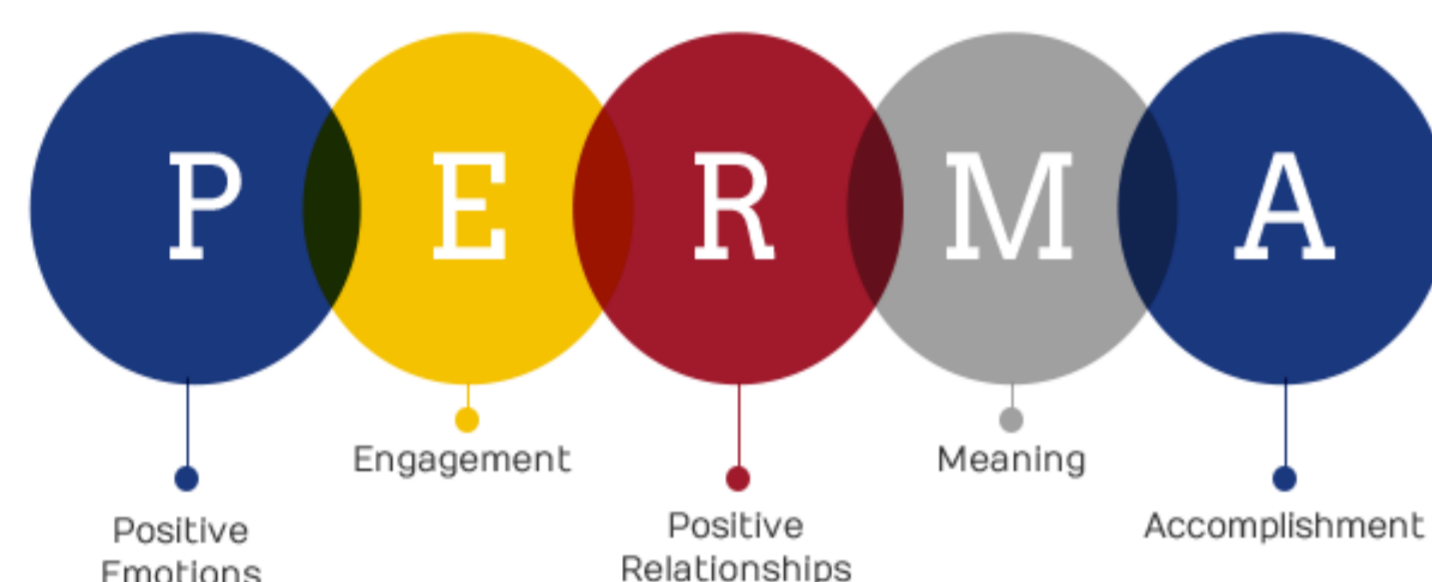 P E R M A
Engagement
Meaning
Positive
Emotions
Positive
Relationships
Accomplishment